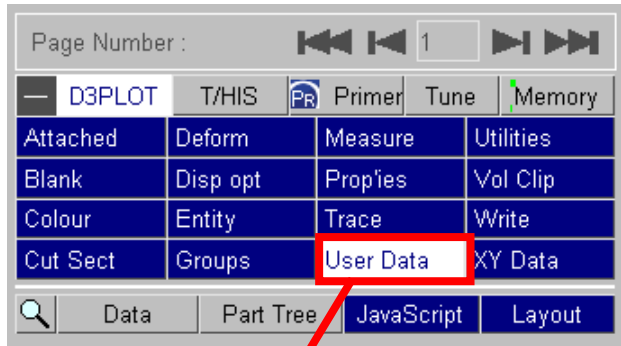 Page Number : 1
D3PLOT T/HIS PR Primer Tune Memory
Attached Deform Measure Utilities
Blank Disp opt Prop'ies Vol Clip
Colour Entity Trace Write
Cut Sect Groups User Data XY Data
Data Part Tree JavaScript Layout